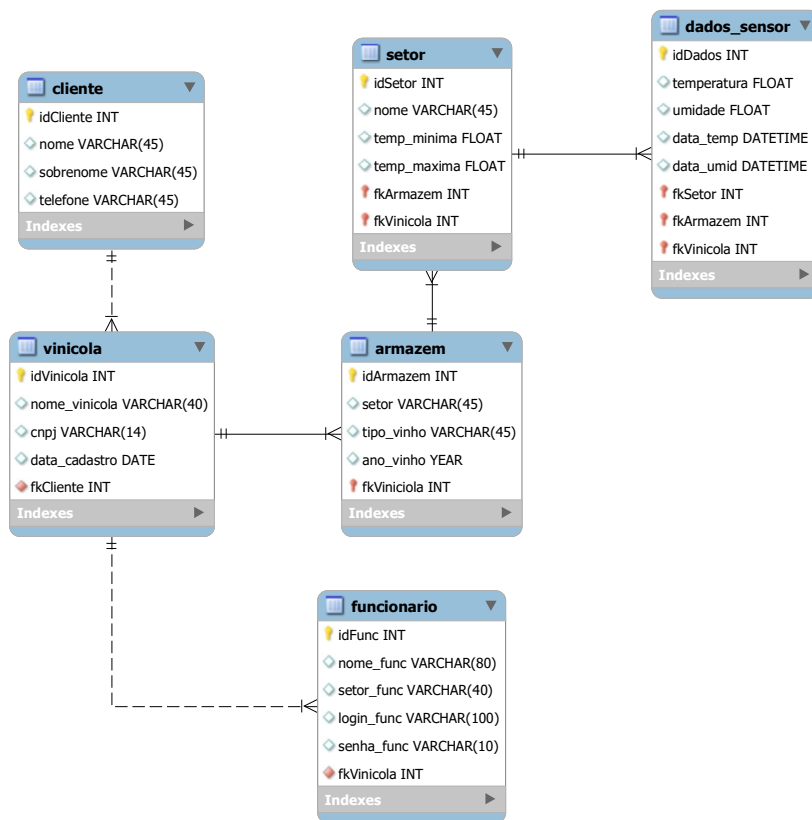 cliente
idCliente INT
nome VARCHAR(45)
sobrenome VARCHAR(45)
telefone VARCHAR(45)
Indexes
setor
idSetor INT
nome VARCHAR(45)
temp_minima FLOAT
temp_maxima FLOAT
fkArmazem INT
fkVinicola INT
Indexes
dados_sensor
idDados INT
temperatura FLOAT
umidade FLOAT
data_temp DATETIME
data_umid DATETIME
fkSetor INT
fkArmazem INT
fkVinicola INT
Indexes
vinicola
idVinicola INT
nome_vinicola VARCHAR(40)
cnpj VARCHAR(14)
data_cadastro DATE
fkCliente INT
Indexes
armazem
idArmazem INT
setor VARCHAR(45)
tipo_vinho VARCHAR(45)
ano_vinho YEAR
fkViniciola INT
Indexes
funcionario
idFunc INT
nome_func VARCHAR(80)
setor_func VARCHAR(40)
login_func VARCHAR(100)
senha_func VARCHAR(10)
fkVinicola INT
Indexes